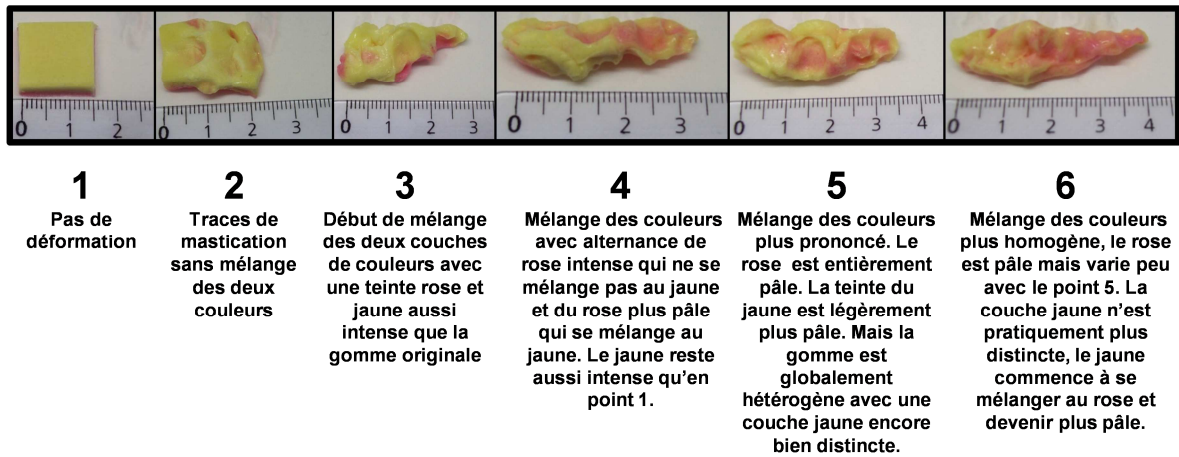 0 1 2
0 1 2 3
0 1 2 3
0 1 2 3
0 1 2 3 4
0 1 2 3 4
1
Pas de
déformation
2
Traces de
mastication
sans mélange
des deux
couleurs
3
Début de mélange
des deux couches
de couleurs avec
une teinte rose et
jaune aussi
intense que la
gomme originale
4
Mélange des couleurs
avec alternance de
rose intense qui ne se
mélange pas au jaune
et du rose plus pâle
qui se mélange au
jaune. Le jaune reste
aussi intense qu'en
point 1.
5
Mélange des couleurs
plus prononcé. Le
rose est entièrement
pâle. La teinte du
jaune est légèrement
plus pâle. Mais la
gomme est
globalement
hétérogène avec une
couche jaune encore
bien distincte.
6
Mélange des couleurs
plus homogène, le rose
est pâle mais varie peu
avec le point 5. La
couche jaune n'est
pratiquement plus
distincte, le jaune
commence à se
mélanger au rose et
devenir plus pâle.